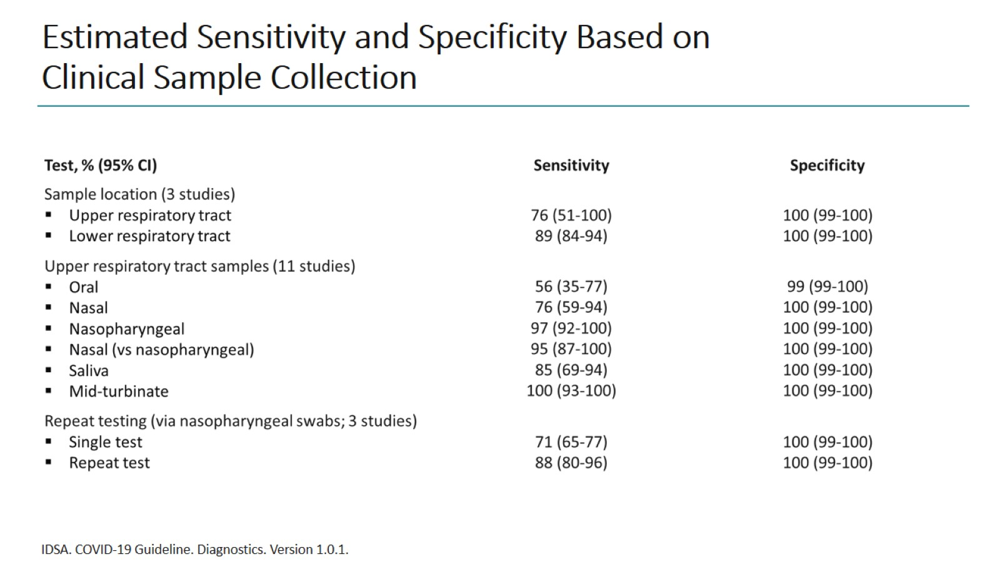 Estimated Sensitivity and Specificity Based on
Clinical Sample Collection
Test, % (95% CI) Sensitivity Specificity
Sample location (3 studies)
▪ Upper respiratory tract 76 (51-100) 100 (99-100)
▪ Lower respiratory tract 89 (84-94) 100 (99-100)
Upper respiratory tract samples (11 studies)
▪ Oral 56 (35-77) 99 (99-100)
▪ Nasal 76 (59-94) 100 (99-100)
▪ Nasopharyngeal 97 (92-100) 100 (99-100)
▪ Nasal (vs nasopharyngeal) 95 (87-100) 100 (99-100)
▪ Saliva 85 (69-94) 100 (99-100)
▪ Mid-turbinate 100 (93-100) 100 (99-100)
Repeat testing (via nasopharyngeal swabs; 3 studies)
▪ Single test 71 (65-77) 100 (99-100)
▪ Repeat test 88 (80-96) 100 (99-100)
IDSA. COVID-19 Guideline. Diagnostics. Version 1.0.1.